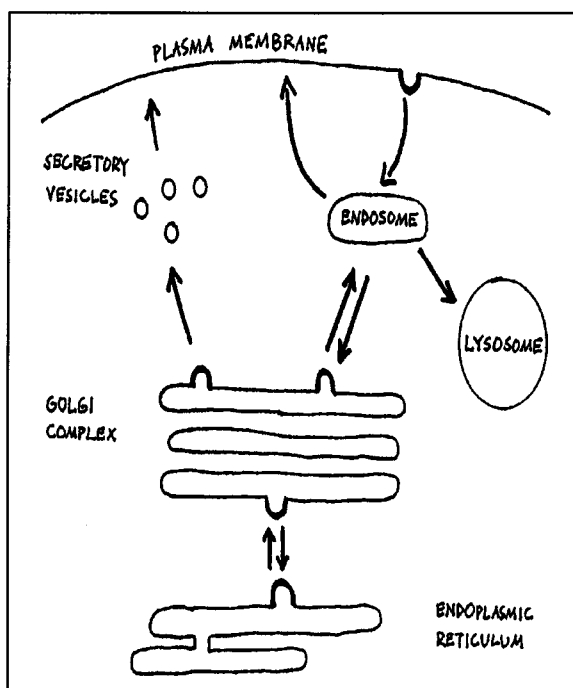 PLASMA MEMBRANE
SECRETORY
VESICLES
ENDOSOME
LYSOSOME
GOLGI
COMPLEX
ENDOPLASMIC
RETICULUM